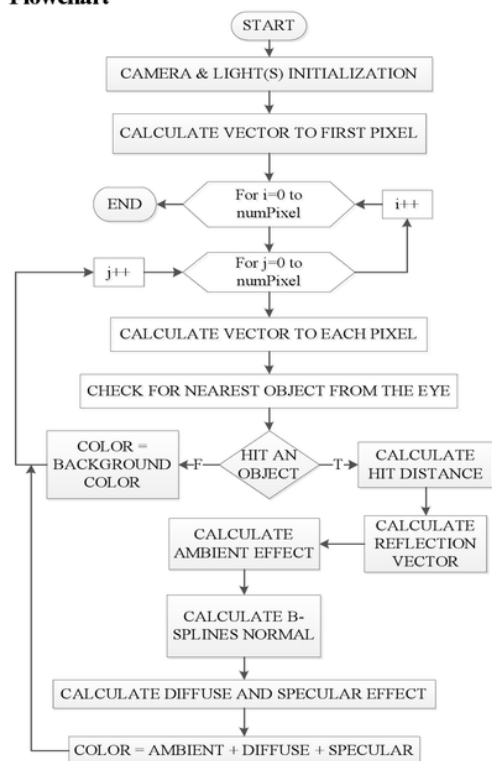 Flowchart
START
CAMERA & LIGHT(S) INITIALIZATION
CALCULATE VECTOR TO FIRST PIXEL
For i=0 to
numPixel
END
i++
For j=0 to
numPixel
j++
CALCULATE VECTOR TO EACH PIXEL
CHECK FOR NEAREST OBJECT FROM THE EYE
HIT AN
OBJECT
F
T
COLOR =
BACKGROUND
COLOR
CALCULATE
HIT DISTANCE
CALCULATE
REFLECTION
VECTOR
CALCULATE
AMBIENT EFFECT
CALCULATE B-
SPLINES NORMAL
CALCULATE DIFFUSE AND SPECULAR EFFECT
COLOR = AMBIENT + DIFFUSE + SPECULAR